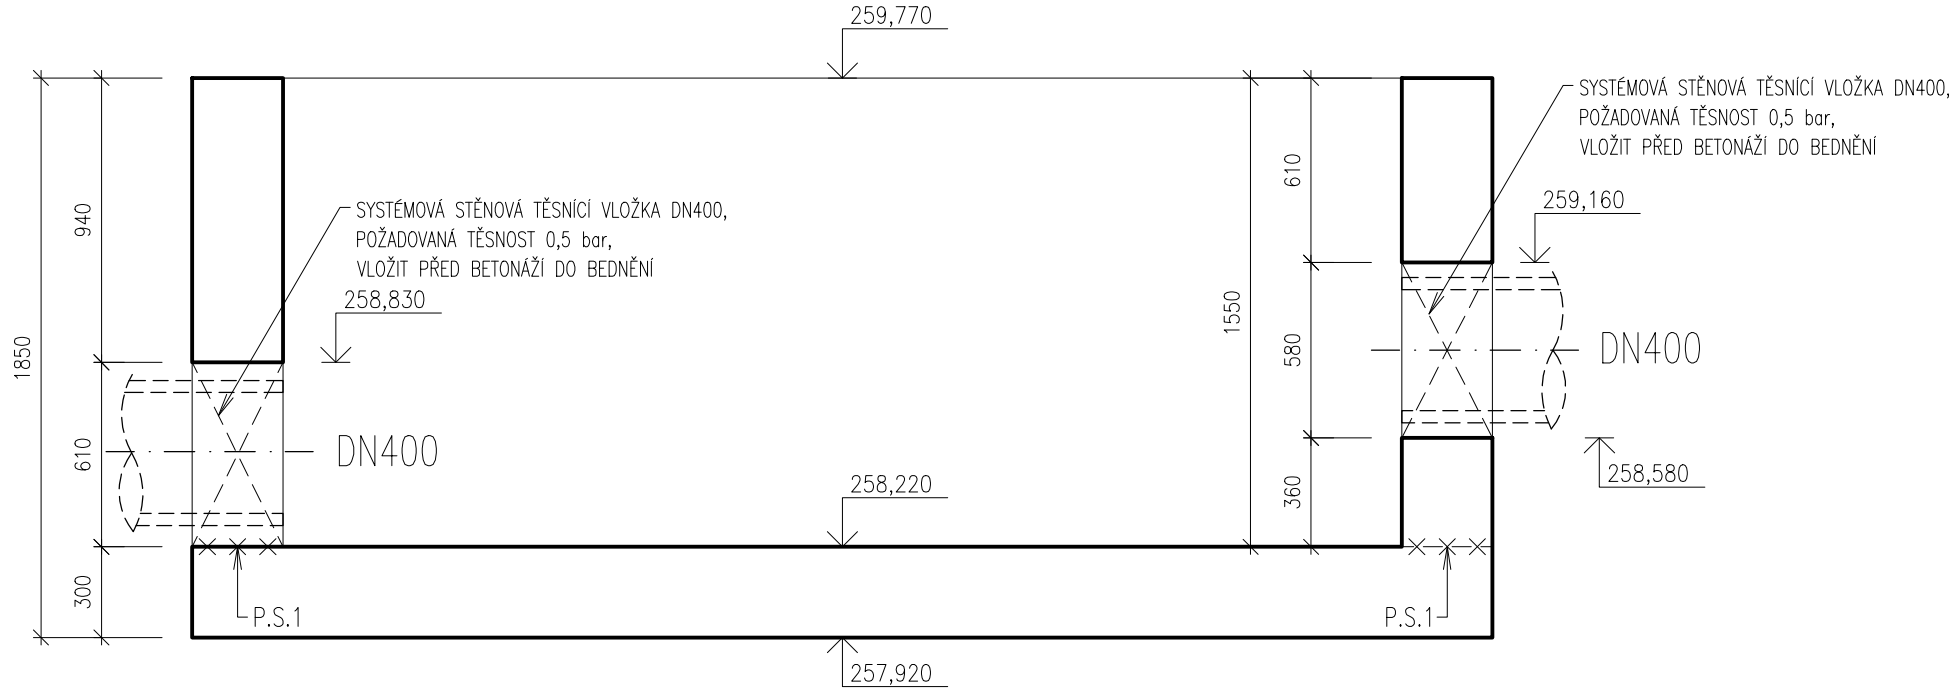 259,770
SYSTÉMOVÁ STĚNOVÁ TĚSNÍCÍ VLOŽKA DN400,
POŽADOVANÁ TĚSNOST 0,5 bar,
VLOŽIT PŘED BETONÁŽÍ DO BEDNĚNÍ
610
259,160
940
SYSTÉMOVÁ STĚNOVÁ TĚSNÍCÍ VLOŽKA DN400,
POŽADOVANÁ TĚSNOST 0,5 bar,
VLOŽIT PŘED BETONÁŽÍ DO BEDNĚNÍ
258,830
1550
1850
580
DN400
610
DN400
258,220
360
258,580
300
P.S.1
P.S.1
257,920